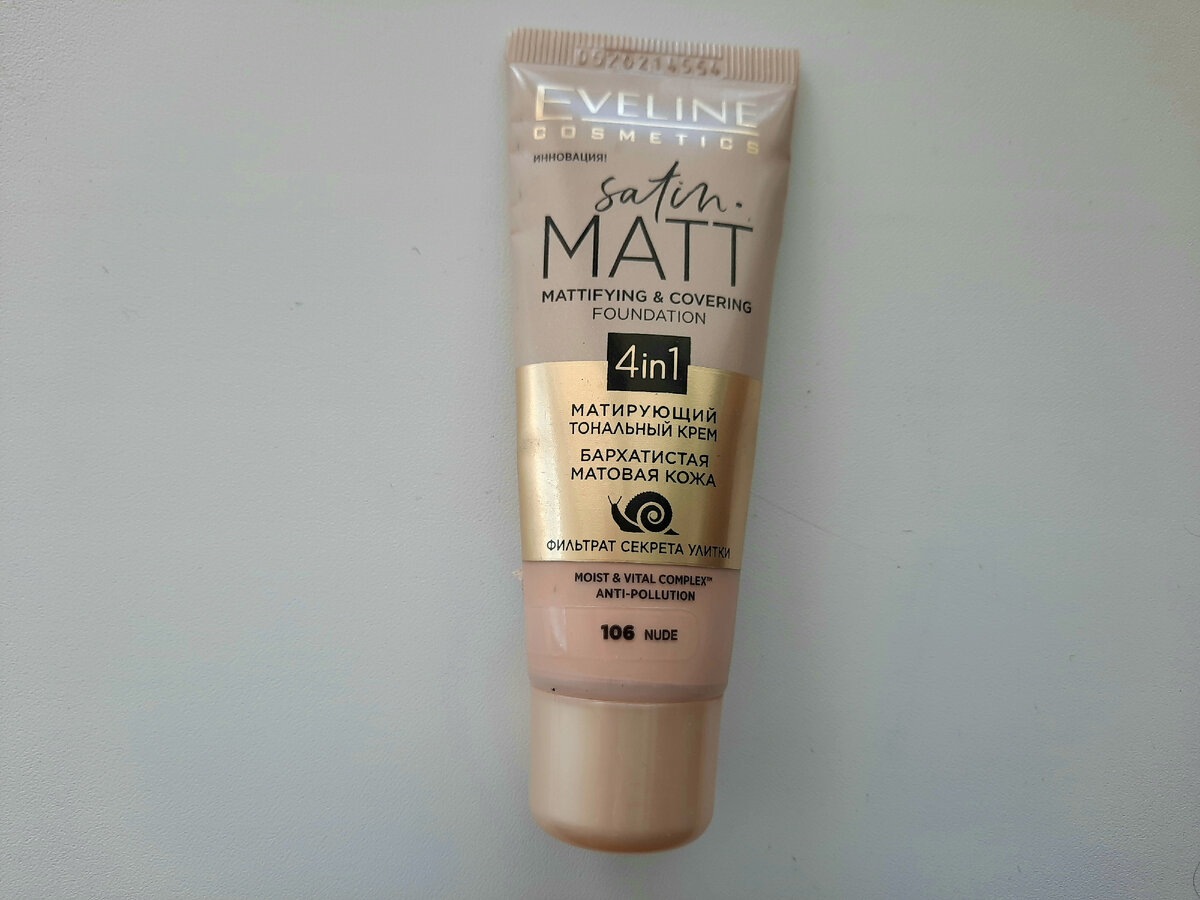 EVELINE
COSMETICS
ИННОВАЦИЯ!
satin
MATT
MATTIFYING & COVERING
FOUNDATION
4in1
МАТИРУЮЩИЙ
ТОНАЛЬНЫЙ КРЕМ
БАРХАТИСТАЯ
МАТОВАЯ КОЖА
ФИЛЬТРАТ СЕКРЕТА УЛИТКИ
MOIST & VITAL COMPLEX™
ANTI-POLLUTION
106 NUDE